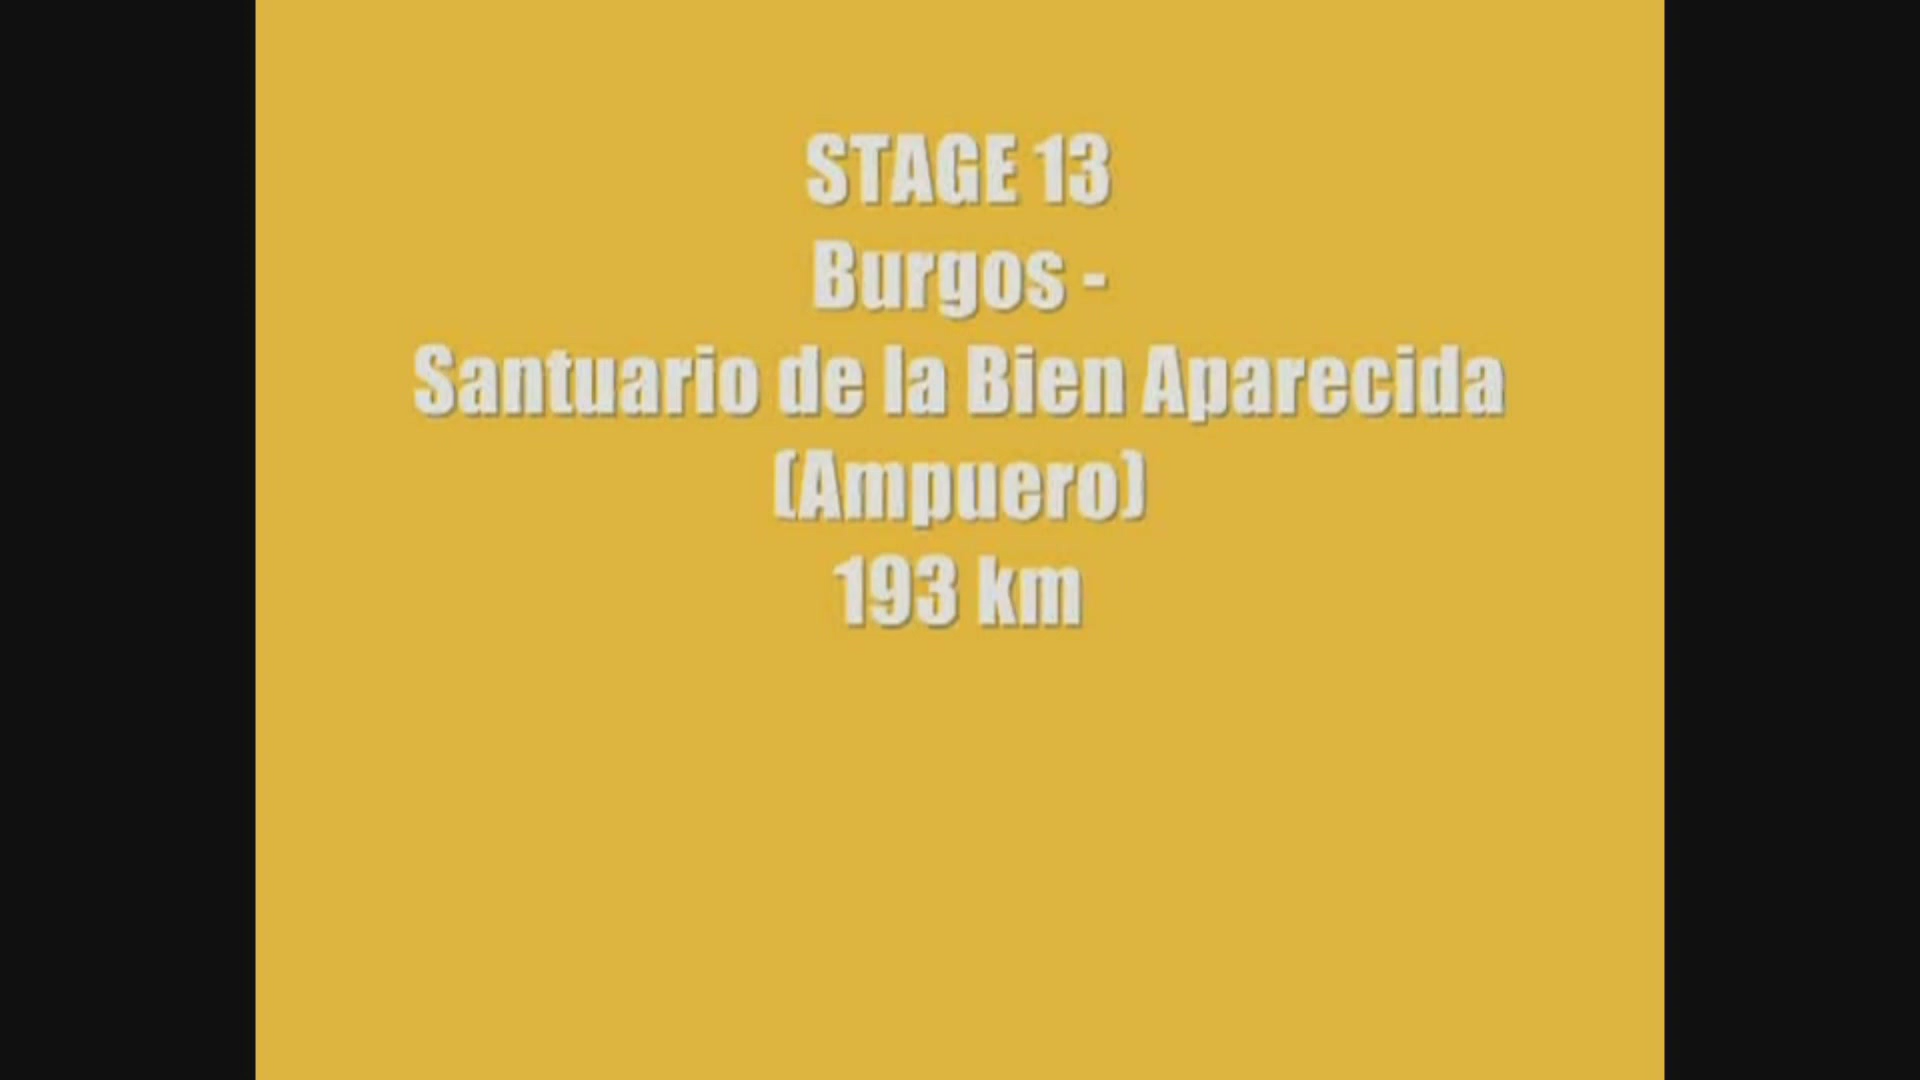 STAGE 13
Burgos -
Santuario de la Bien Aparecida
(Ampuero)
193 km